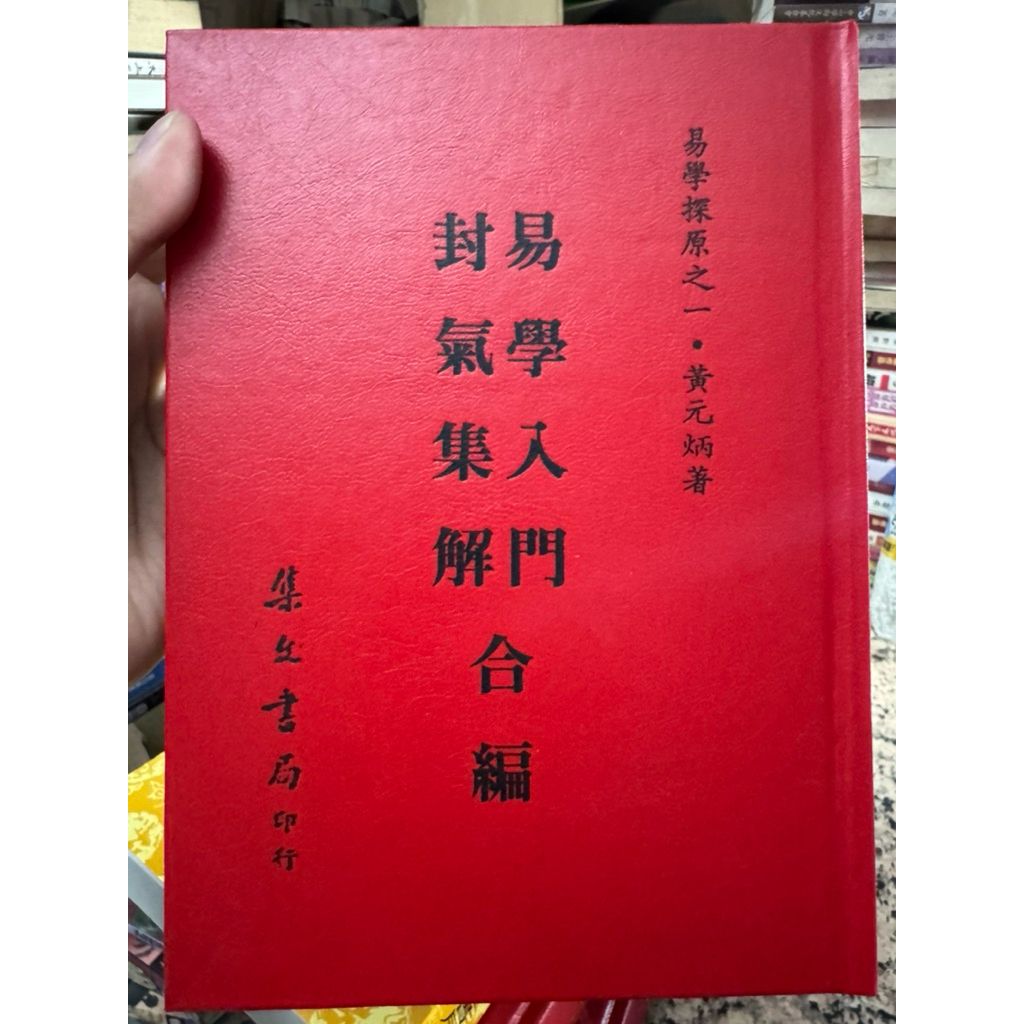 易學探原之一・黃元炳著
易學入門
封氣集解
合編
集文書局印行